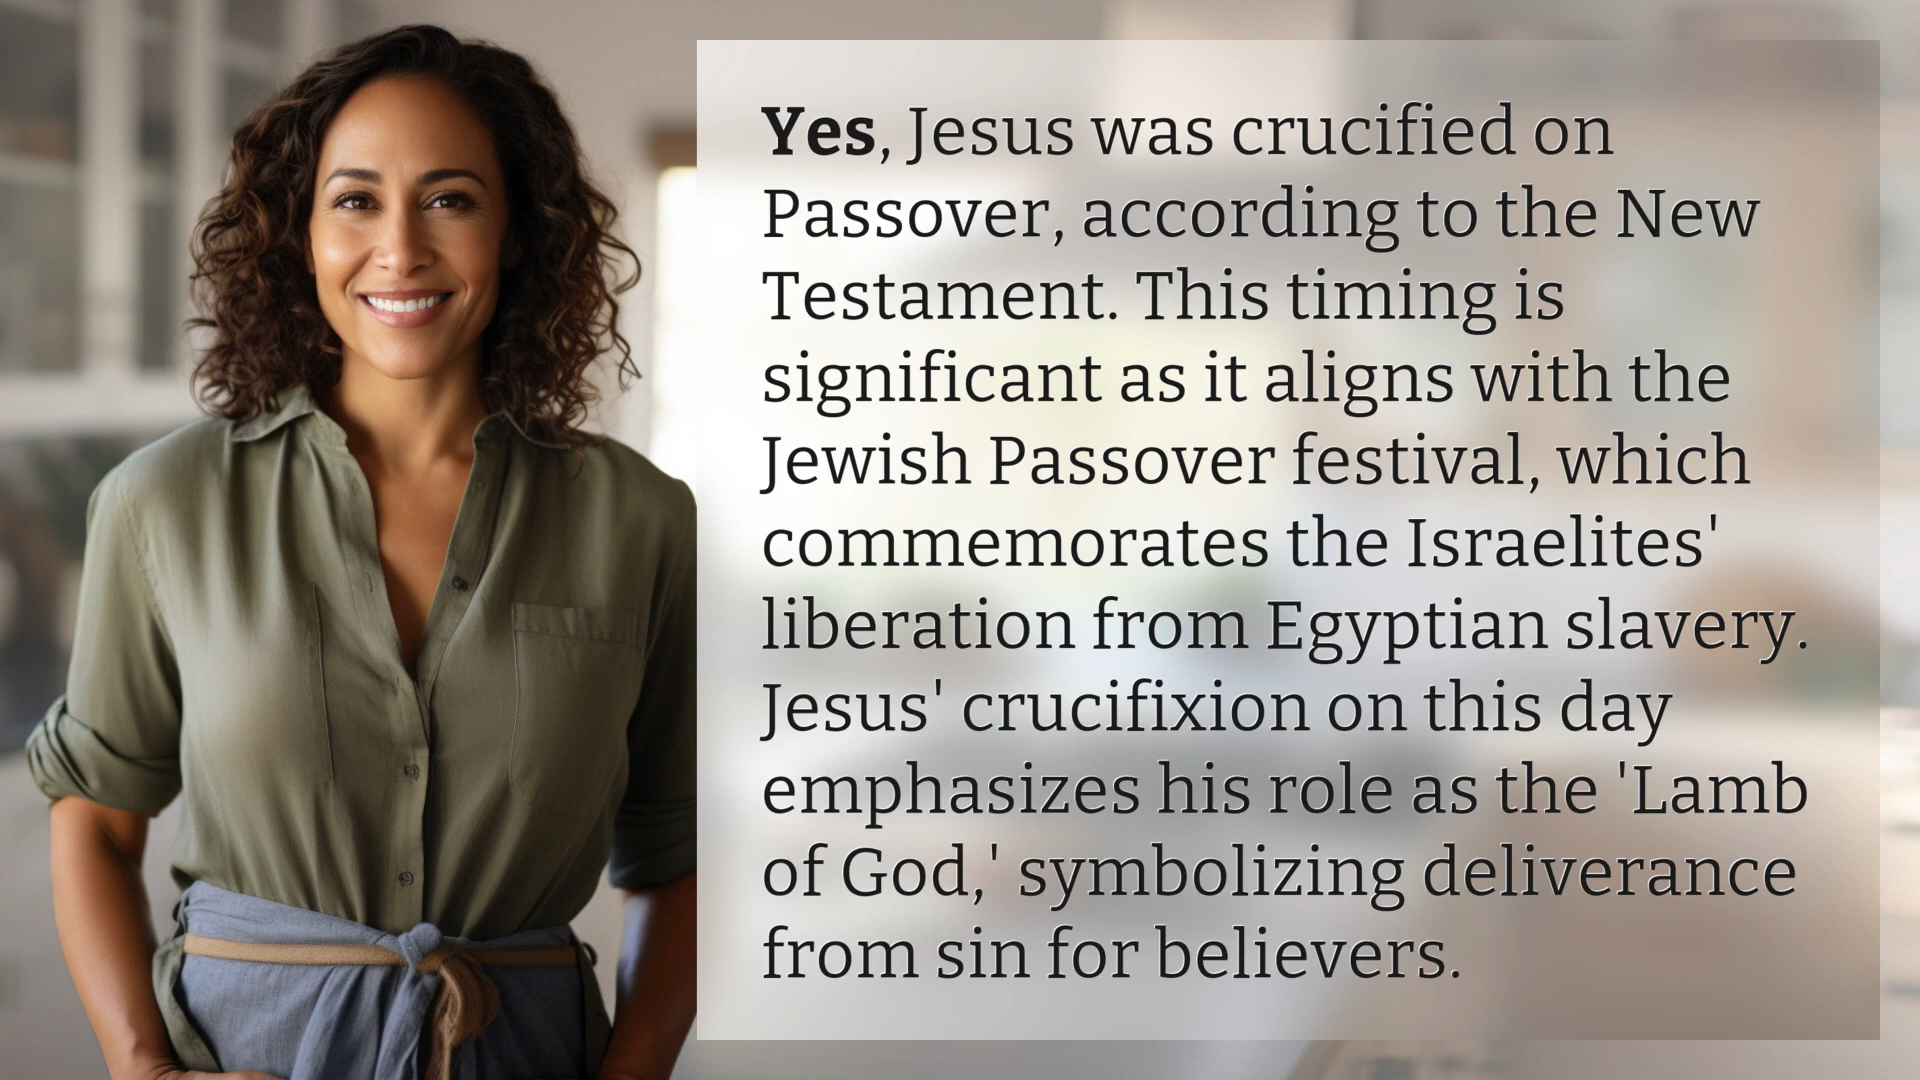 Yes, Jesus was crucified on
Passover, according to the New
Testament. This timing is
significant as it aligns with the
Jewish Passover festival, which
commemorates the Israelites'
liberation from Egyptian slavery.
Jesus' crucifixion on this day
emphasizes his role as the 'Lamb
of God,' symbolizing deliverance
from sin for believers.